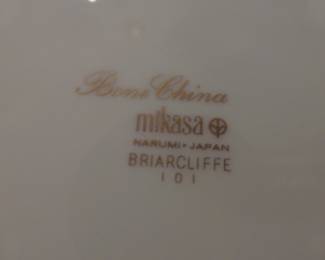 Bone China
mikasa
NARUMI • JAPAN
BRIARCLIFFE
101